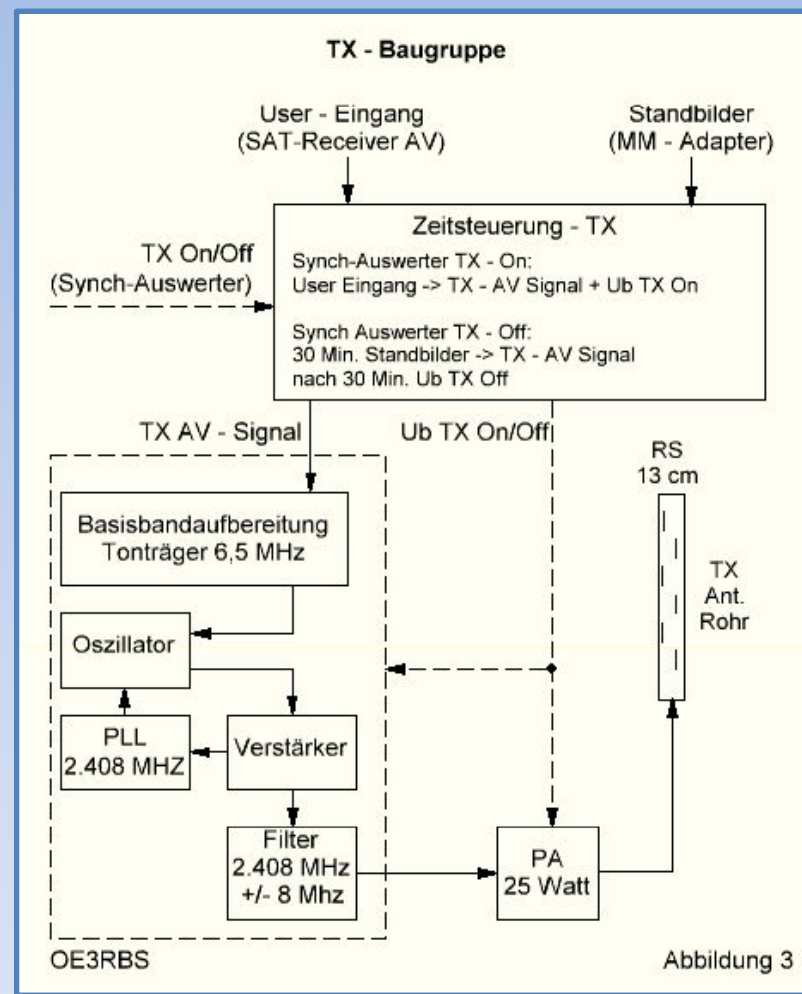 TX - Baugruppe
User - Eingang
(SAT-Receiver AV)
Standbilder
(MM - Adapter)
Zeitsteuerung - TX
TX On/Off
(Synch-Auswerter)
Synch-Auswerter TX - On:
User Eingang -> TX - AV Signal + Ub TX On
Synch Auswerter TX - Off:
30 Min. Standbilder -> TX - AV Signal
nach 30 Min. Ub TX Off
TX AV - Signal
Ub TX On/Off
RS
13 cm
Basisbandaufbereitung
Tonträger 6,5 MHz
TX
Ant.
Rohr
Oszillator
PLL
2.408 MHZ
Verstärker
Filter
2.408 MHz
+/- 8 Mhz
PA
25 Watt
OE3RBS
Abbildung 3